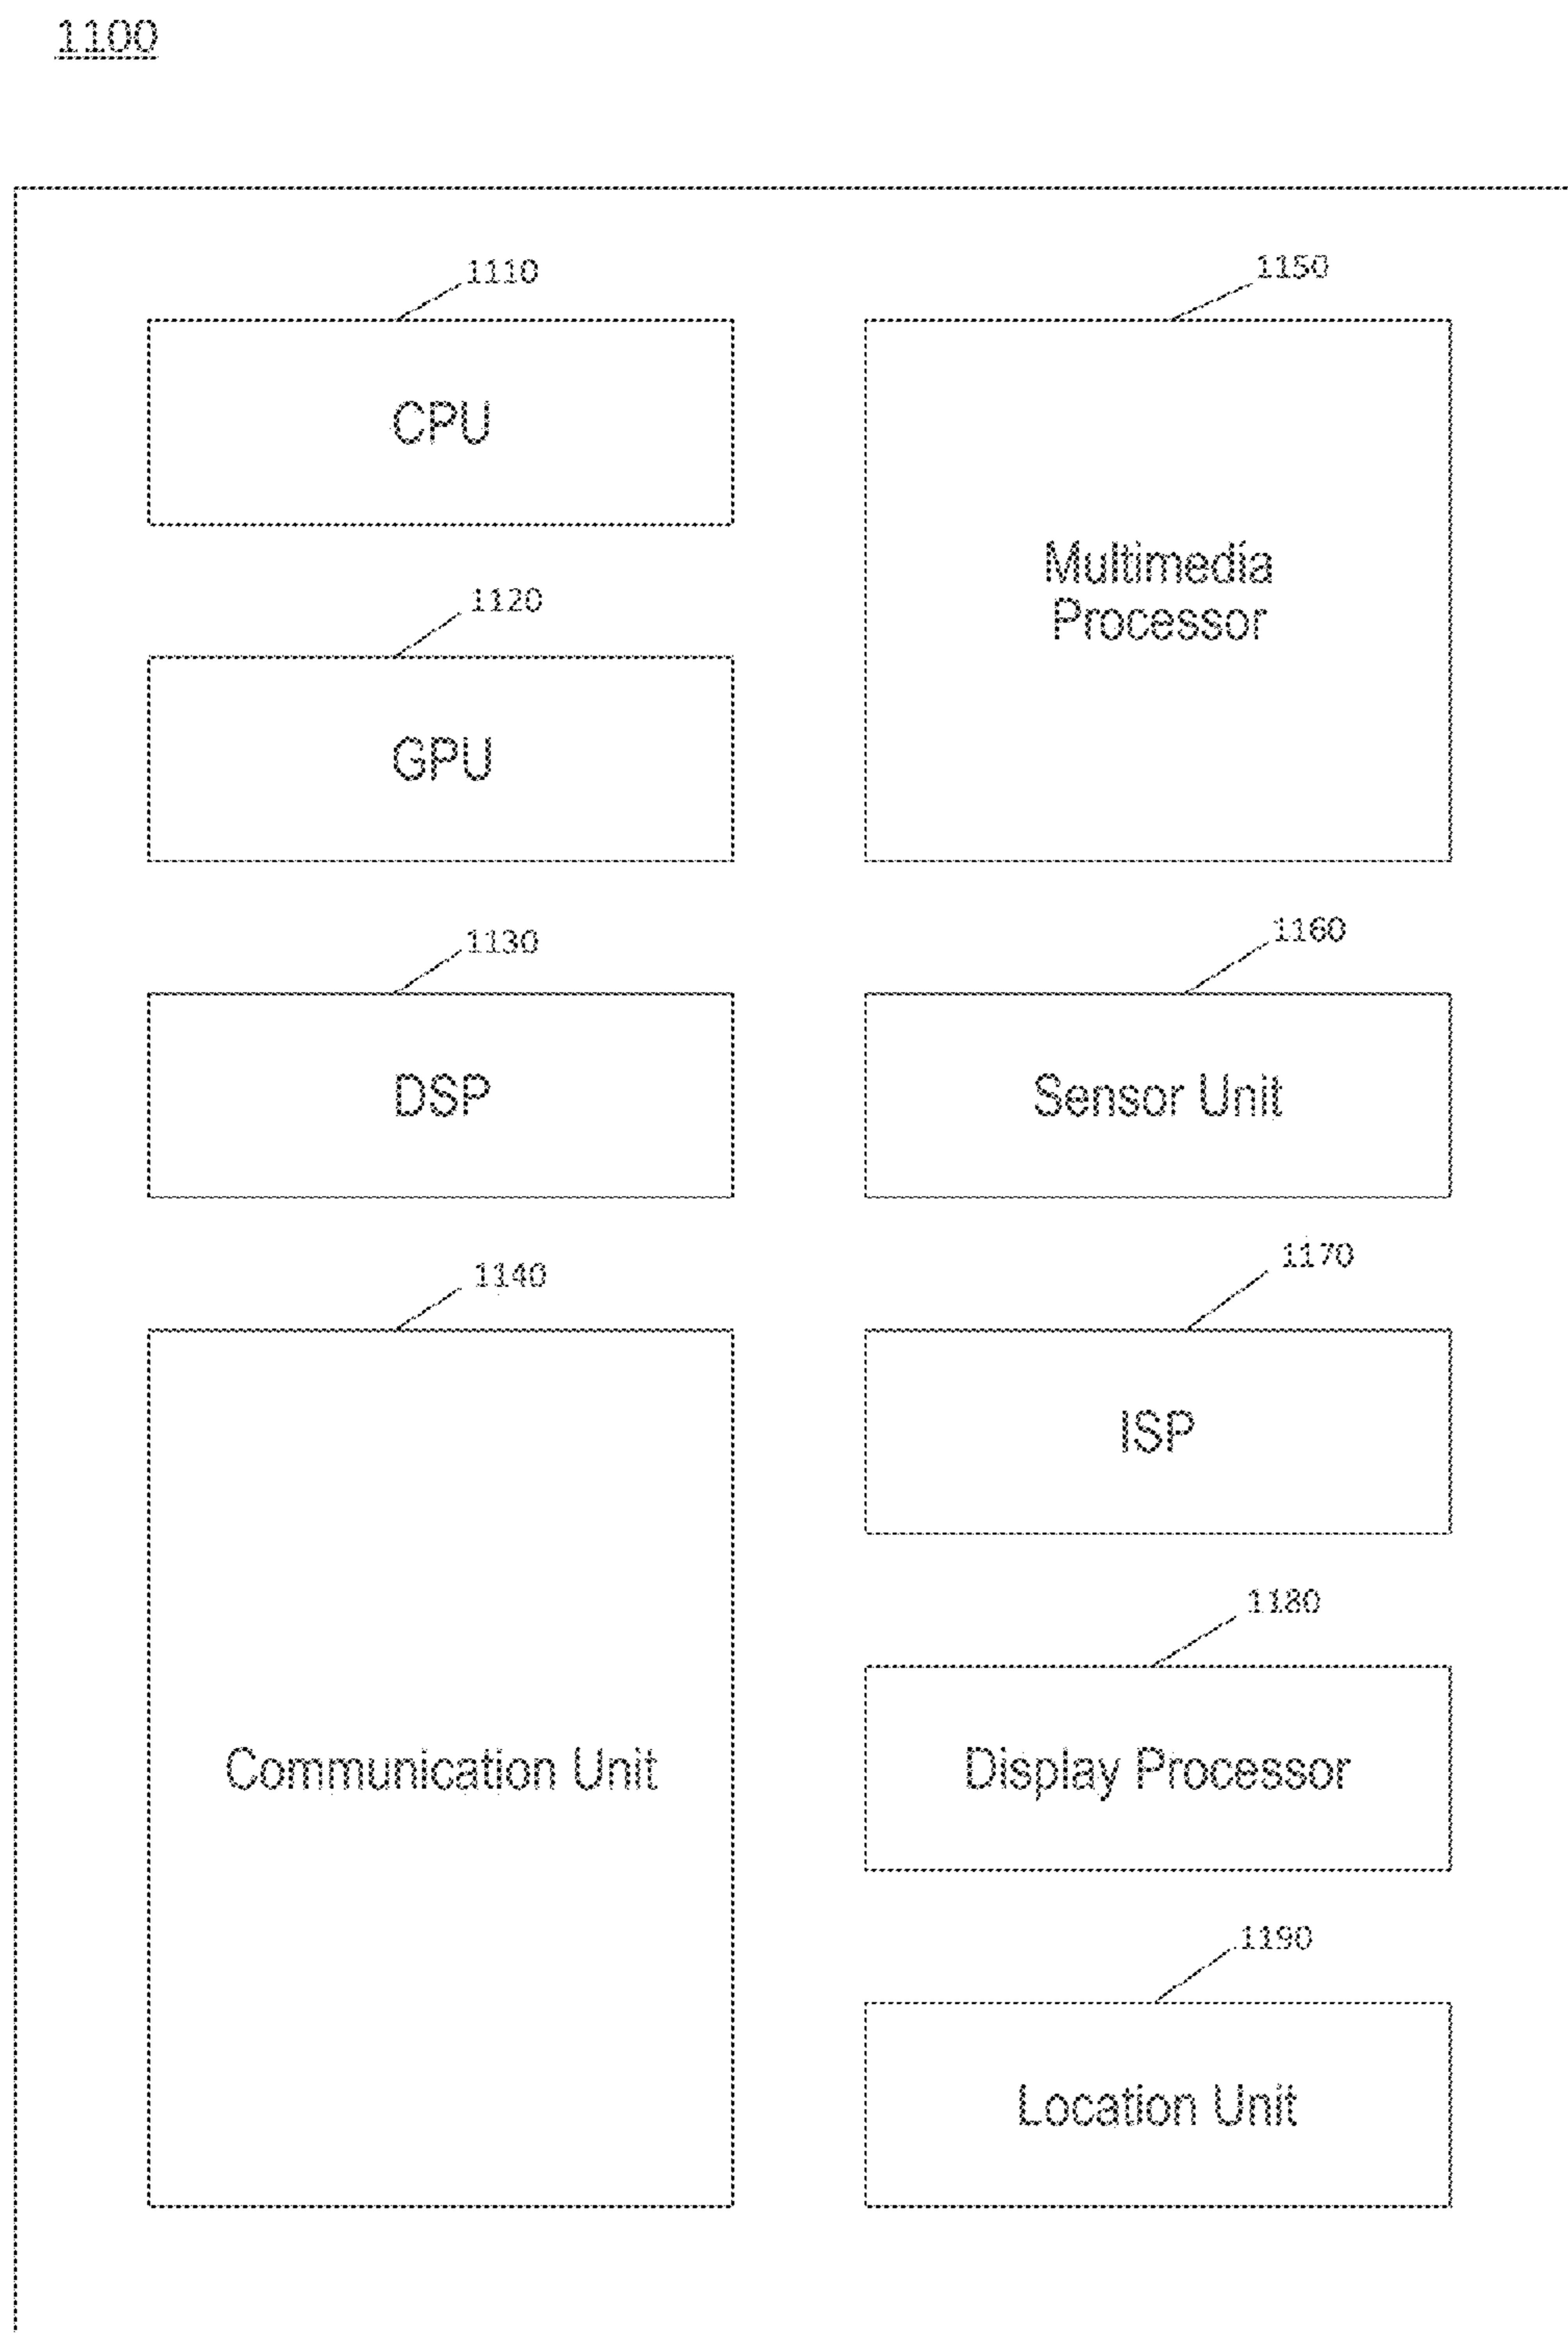 1100
1110
CPU
1120
GPU
1130
DSP
1140
Communication Unit
1150
Multimedia
Processor
1160
Sensor Unit
1170
ISP
1180
Display Processor
1190
Location Unit